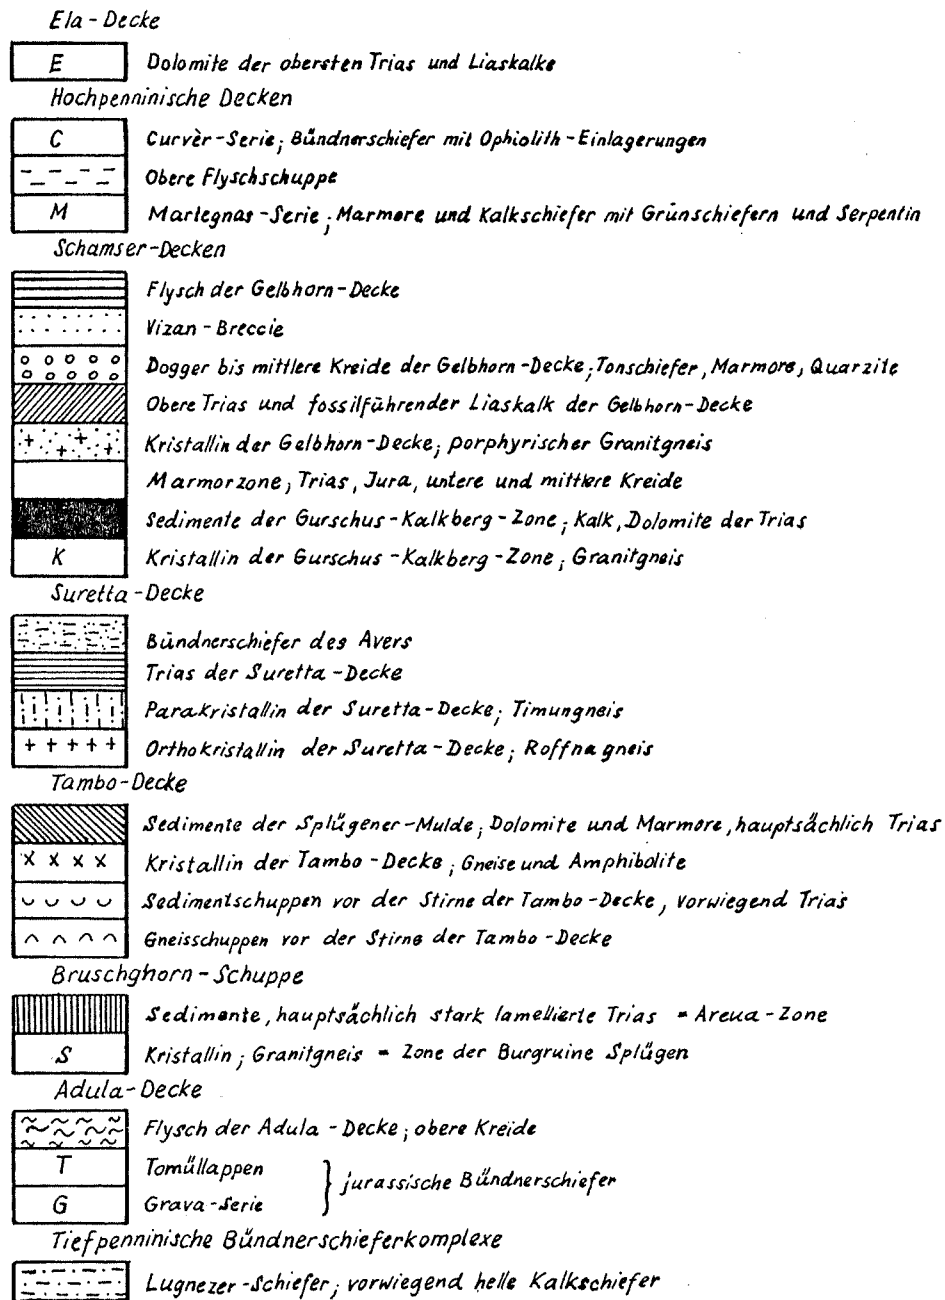 Ela-Decke
E Dolomite der obersten Trias und Liaskalke
Hochpenninische Decken
C Curvèr-Serie; Bündnerschiefer mit Ophiolith-Einlagerungen
Obere Flyschschuppe
M Martegnas-Serie; Marmore und Kalkschiefer mit Grünschiefern und Serpentin
Schamser-Decken
Flysch der Gelbhorn-Decke
Vizan-Breccie
Dogger bis mittlere Kreide der Gelbhorn-Decke; Tonschiefer, Marmore, Quarzite
Obere Trias und fossilführender Liaskalk der Gelbhorn-Decke
Kristallin der Gelbhorn-Decke; porphyrischer Granitgneis
Marmorzone; Trias, Jura, untere und mittlere Kreide
Sedimente der Gurschus-Kalkberg-Zone; Kalk, Dolomite der Trias
K Kristallin der Gurschus-Kalkberg-Zone; Granitgneis
Suretta-Decke
Bündnerschiefer des Avers
Trias der Suretta-Decke
Parakristallin der Suretta-Decke; Timungneis
Orthokristallin der Suretta-Decke; Roffnagneis
Tambo-Decke
Sedimente der Splügener-Mulde; Dolomite und Marmore, hauptsächlich Trias
Kristallin der Tambo-Decke; Gneise und Amphibolite
Sedimentschuppen vor der Stirne der Tambo-Decke, vorwiegend Trias
Gneisschuppen vor der Stirne der Tambo-Decke
Bruschghorn-Schuppe
Sedimente, hauptsächlich stark lamellierte Trias = Areua-Zone
S Kristallin; Granitgneis = Zone der Burgruine Splügen
Adula-Decke
Flysch der Adula-Decke; obere Kreide
T Tomüllappen
jurassische Bündnerschiefer
G Grava-Serie
Tiefpenninische Bündnerschieferkomplexe
Lugnezer-Schiefer; vorwiegend helle Kalkschiefer